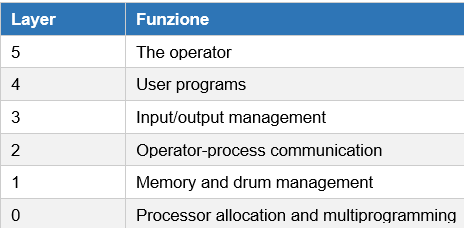 Layer Funzione
5 The operator
4 User programs
3 Input/output management
2 Operator-process communication
1 Memory and drum management
0 Processor allocation and multiprogramming